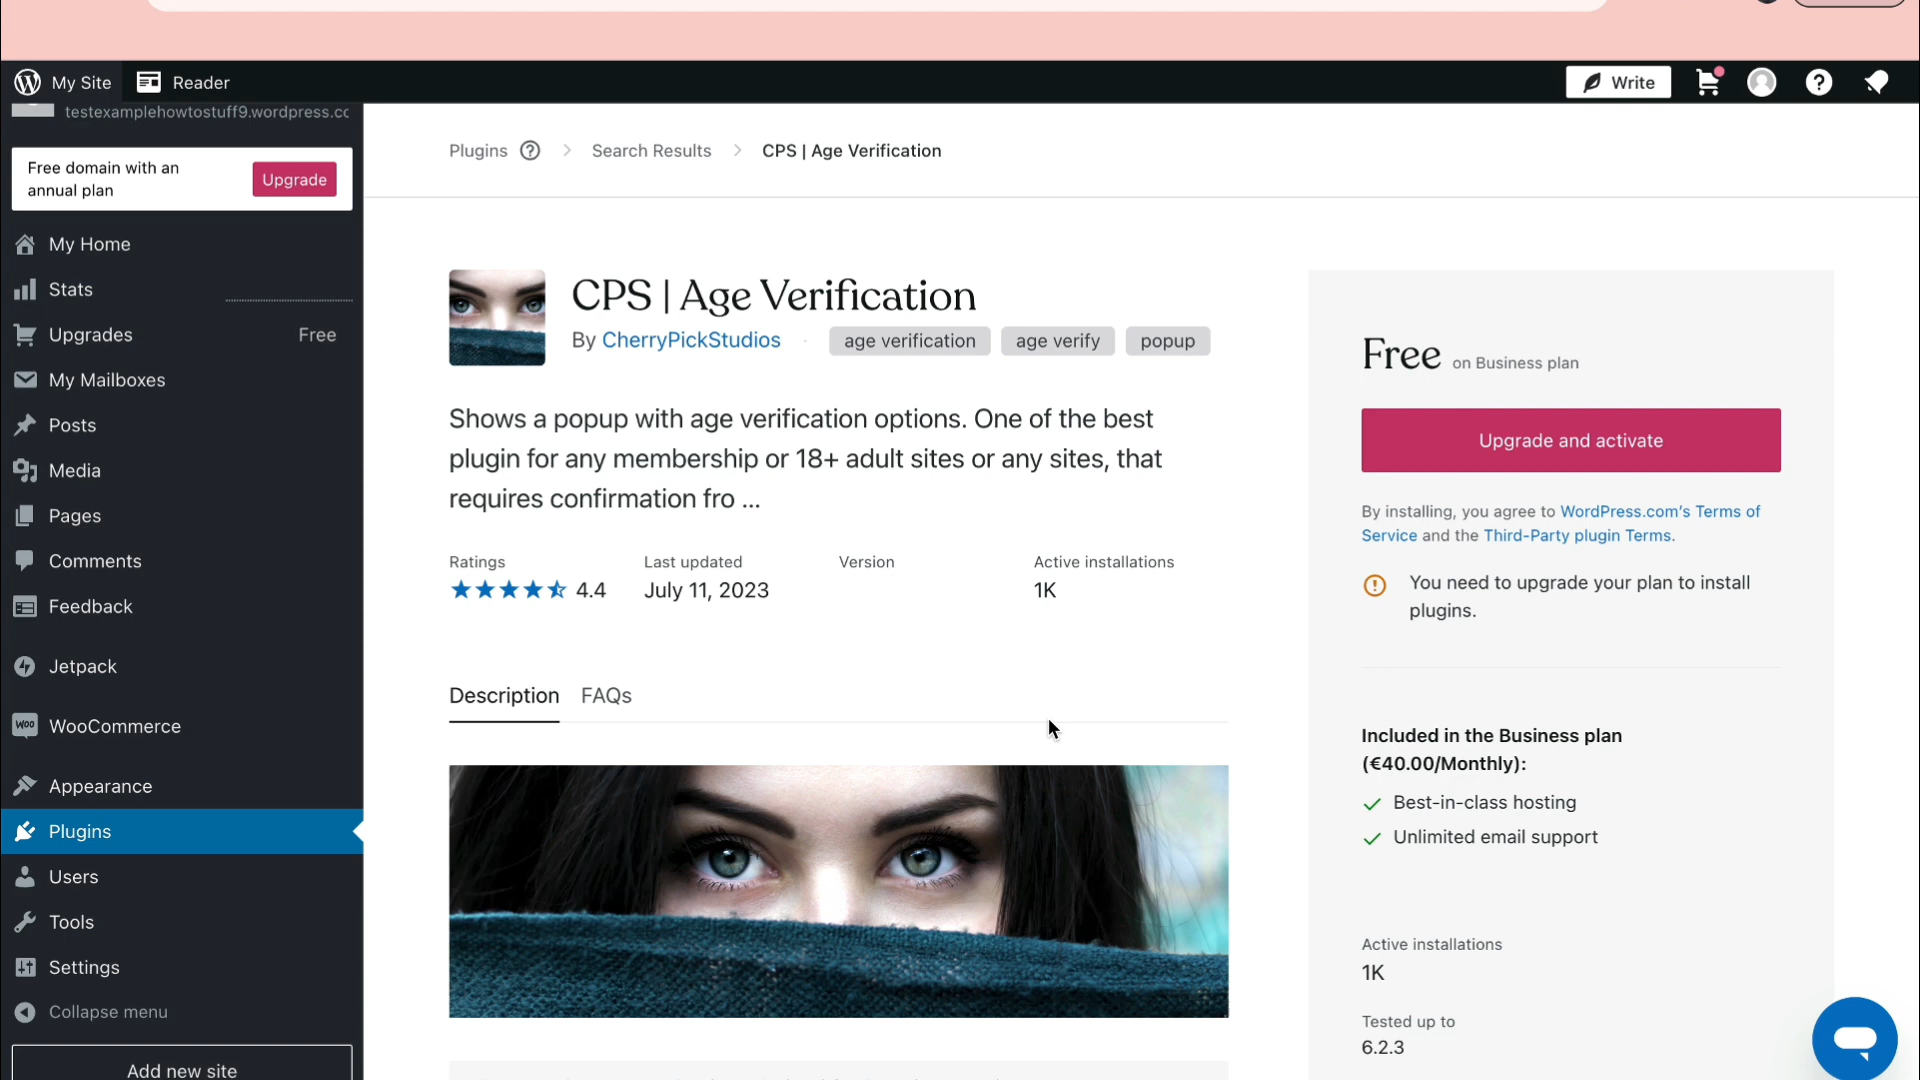 My Site
Reader
Write
testexamplehowtostuff9.wordpress.cc
Free domain with an
annual plan
Upgrade
My Home
Stats
Upgrades
Free
My Mailboxes
Posts
Media
Pages
Comments
Feedback
Jetpack
WooCommerce
Appearance
Plugins
Users
Tools
Settings
Collapse menu
Add new site
Plugins > Search Results > CPS | Age Verification
CPS | Age Verification
By CherryPickStudios · age verification age verify popup
Shows a popup with age verification options. One of the best
plugin for any membership or 18+ adult sites or any sites, that
requires confirmation fro ...
Ratings
4.4
Last updated
July 11, 2023
Version
Active installations
1K
Description
FAQs
Free on Business plan
Upgrade and activate
By installing, you agree to WordPress.com's Terms of
Service and the Third-Party plugin Terms.
You need to upgrade your plan to install
plugins.
Included in the Business plan
(€40.00/Monthly):
Best-in-class hosting
Unlimited email support
Active installations
1K
Tested up to
6.2.3